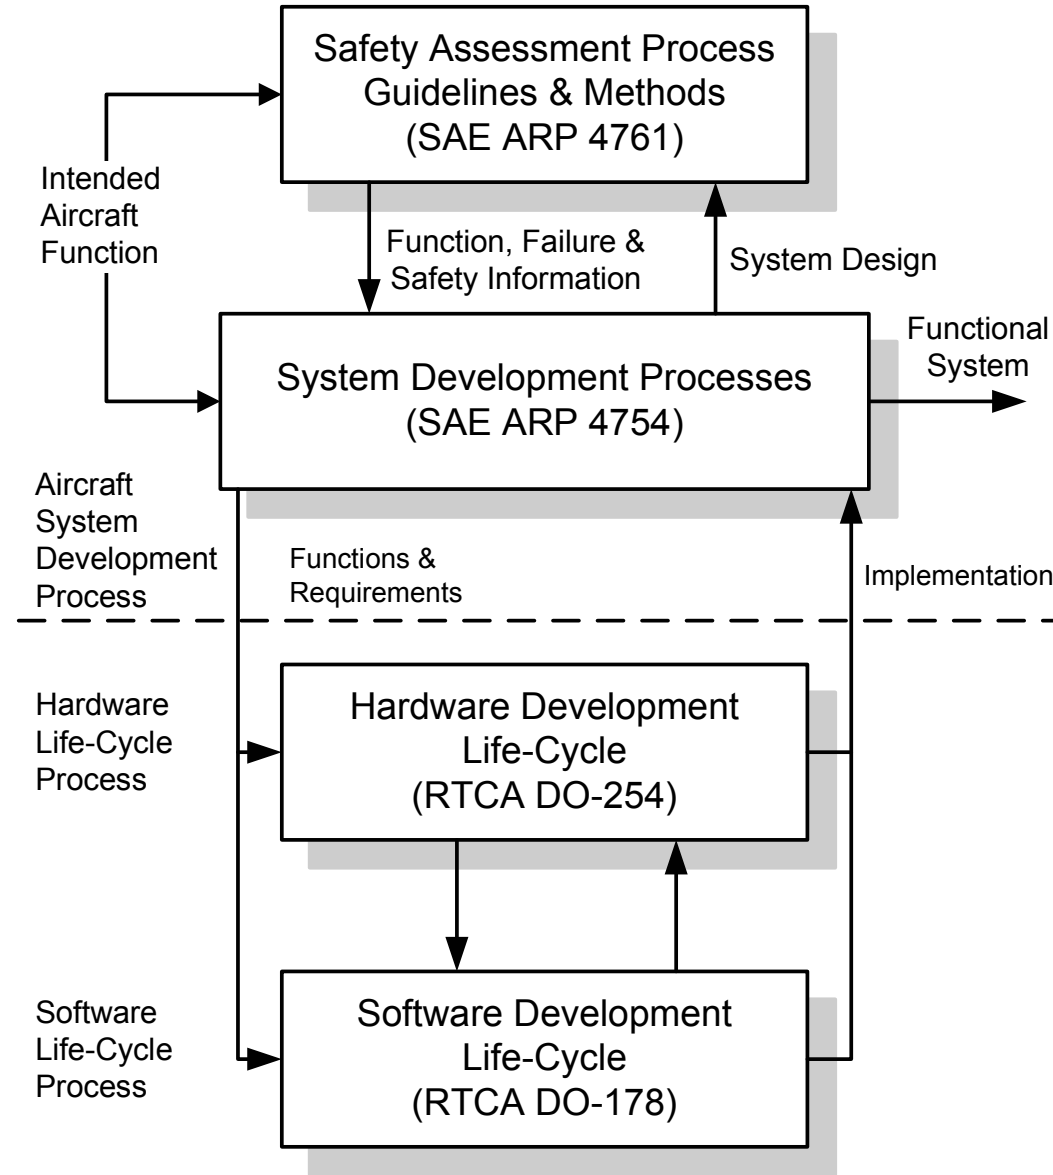 Safety Assessment Process
Guidelines & Methods
(SAE ARP 4761)
Intended
Aircraft
Function
Function, Failure &
Safety Information
System Design
Functional
System
System Development Processes
(SAE ARP 4754)
Aircraft
System
Development
Process
Functions &
Requirements
Implementation
Hardware
Life-Cycle
Process
Hardware Development
Life-Cycle
(RTCA DO-254)
Software
Life-Cycle
Process
Software Development
Life-Cycle
(RTCA DO-178)